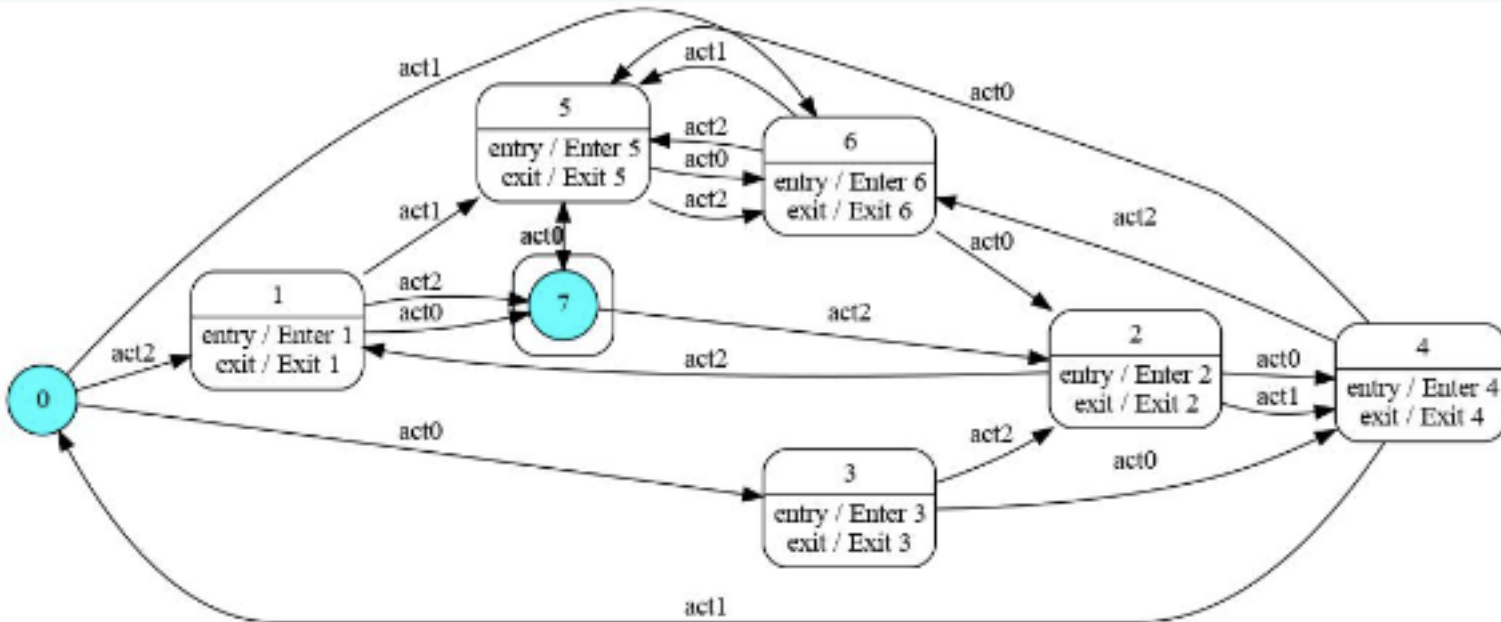 act1
act1
act0
5
entry / Enter 5
exit / Exit 5
act2
act0
act2
6
entry / Enter 6
exit / Exit 6
act1
act2
act0
act0
1
entry / Enter 1
exit / Exit 1
act2
act0
7
act2
2
entry / Enter 2
exit / Exit 2
act0
act1
4
entry / Enter 4
exit / Exit 4
act2
act2
0
act0
act2
act0
3
entry / Enter 3
exit / Exit 3
act1